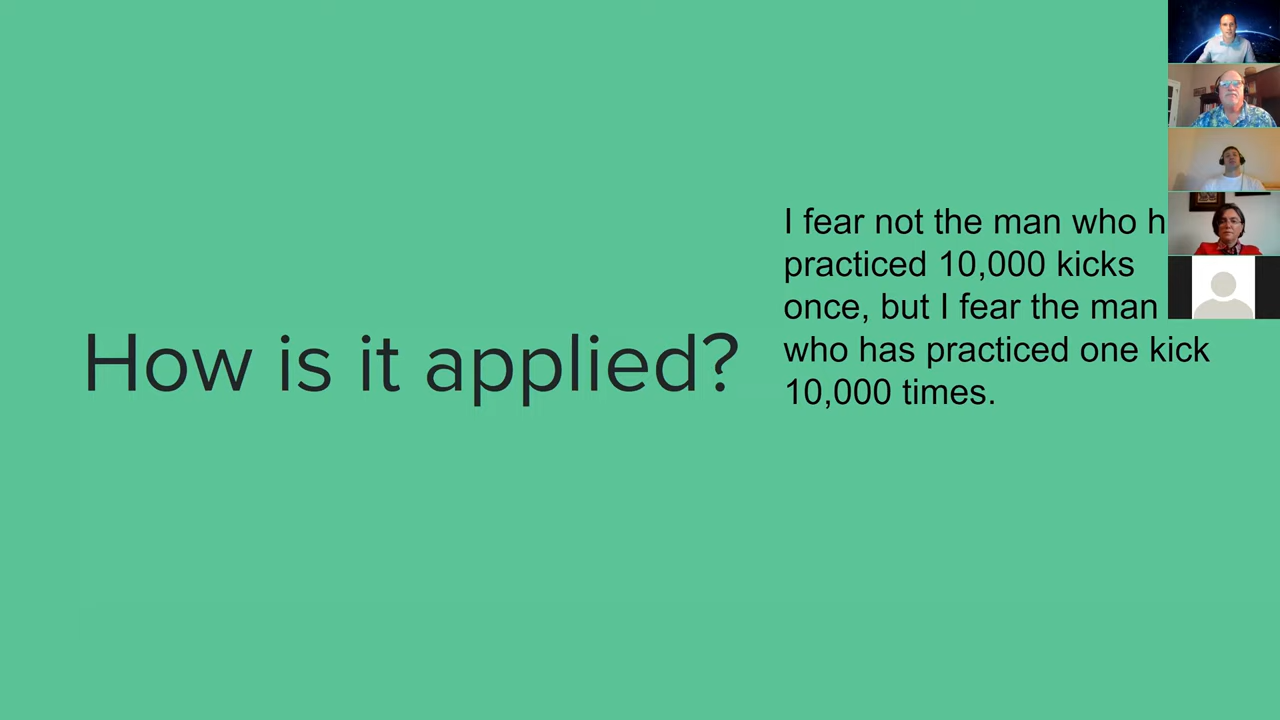 How is it applied?
I fear not the man who h
practiced 10,000 kicks
once, but I fear the man
who has practiced one kick
10,000 times.